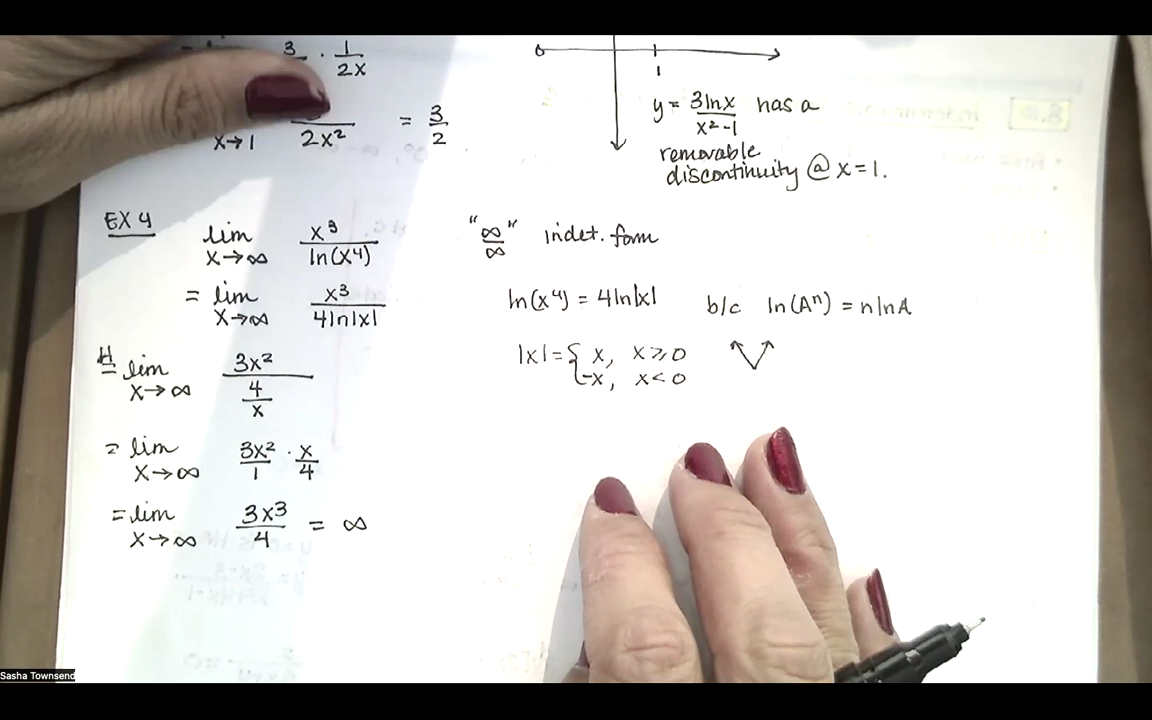 3/ · 1/2x
x→1 /2x² = 3/2
0
1
y = 3lnx/x²-1 has a
removable
discontinuity @ x=1.
EX 4 lim x→∞ x³/ln(x⁴) "∞/∞" indet. form
= lim x→∞ x³/4ln|x| ln(x⁴) = 4ln|x| b/c ln(Aⁿ) = nlnA
|x| = { x, x≥0
-x, x<0
H= lim x→∞ 3x²/(4/x)
= lim x→∞ 3x²/1 · x/4
= lim x→∞ 3x³/4 = ∞
Sasha Townsend